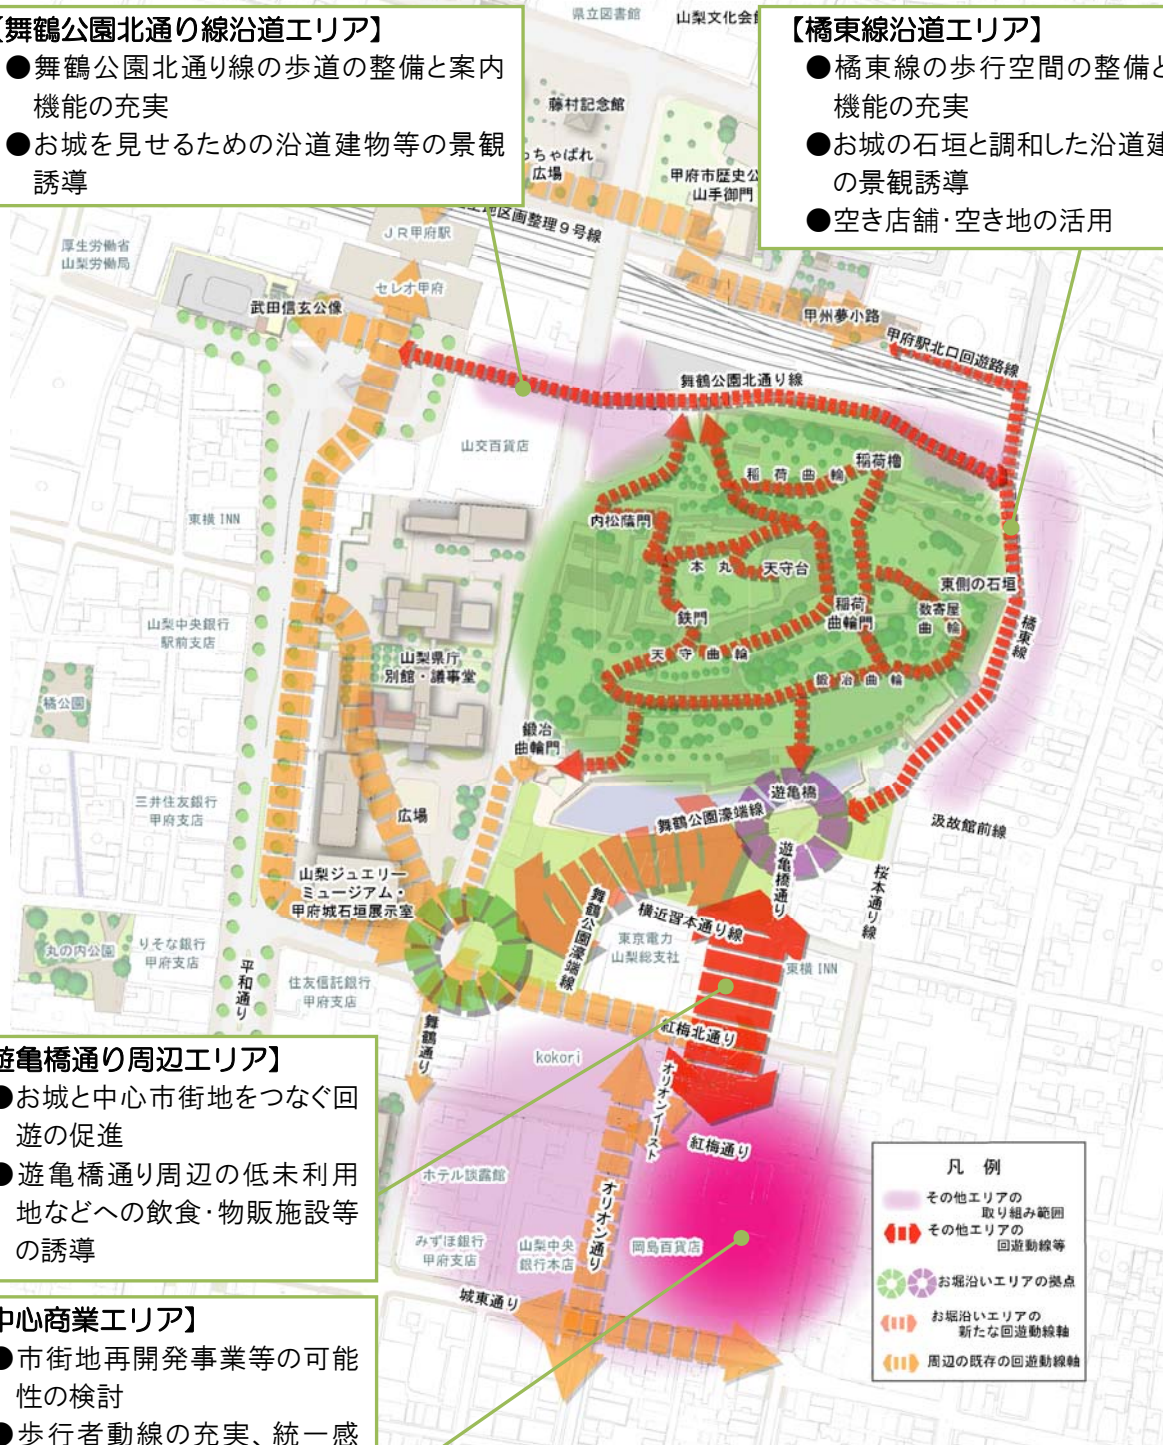 県立図書館
山梨文化会
【舞鶴公園北通り線沿道エリア】
●舞鶴公園北通り線の歩道の整備と案内
機能の充実
●お城を見せるための沿道建物等の景観
誘導
【橘東線沿道エリア】
●橘東線の歩行空間の整備と
機能の充実
●お城の石垣と調和した沿道建
の景観誘導
●空き店舗・空き地の活用
藤村記念館
っちゃばれ
広場
甲府市歴史公
山手御門
地区画整理9号線
厚生労働省
山梨労働局
JR甲府駅
セレオ甲府
武田信玄公像
甲州夢小路
甲府駅北口回遊路線
舞鶴公園北通り線
山交百貨店
稲荷曲輪
稲荷櫓
東横INN
内松蔭門
本丸
天守台
東側の石垣
稲荷
曲輪門
数寄屋
曲輪
橘東線
鉄門
山梨中央銀行
駅前支店
天守曲輪
山梨県庁
別館・議事堂
鍛冶曲輪
橘公園
鍛冶
曲輪門
遊亀橋
三井住友銀行
甲府支店
広場
舞鶴公園濠端線
汲故館前線
遊亀橋通り
桜本通り線
山梨ジュエリー
ミュージアム・
甲府城石垣展示室
舞鶴公園濠端線
横近習本通り線
東京電力
山梨総支社
東横INN
丸の内公園
りそな銀行
甲府支店
平和通り
住友信託銀行
甲府支店
舞鶴通り
紅梅北通り
kokori
オリオンイースト
紅梅通り
遊亀橋通り周辺エリア】
●お城と中心市街地をつなぐ回
遊の促進
●遊亀橋通り周辺の低未利用
地などへの飲食・物販施設等
の誘導
ホテル談露館
オリオン通り
みずほ銀行
甲府支店
山梨中央
銀行本店
岡島百貨店
城東通り
凡例
その他エリアの
取り組み範囲
その他エリアの
回遊動線等
お堀沿いエリアの拠点
お堀沿いエリアの
新たな回遊動線軸
周辺の既存の回遊動線軸
中心商業エリア】
●市街地再開発事業等の可能
性の検討
●歩行者動線の充実、統一感